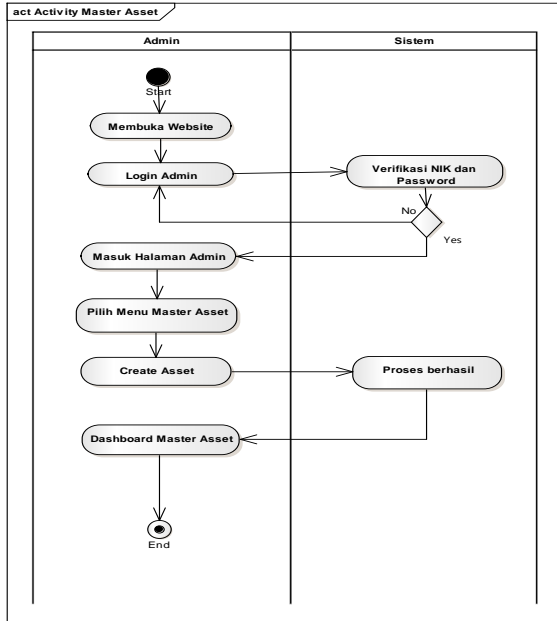 act Activity Master Asset
Admin
Sistem
Start
Membuka Website
Login Admin
Verifikasi NIK dan
Password
No
Yes
Masuk Halaman Admin
Pilih Menu Master Asset
Create Asset
Proses berhasil
Dashboard Master Asset
End